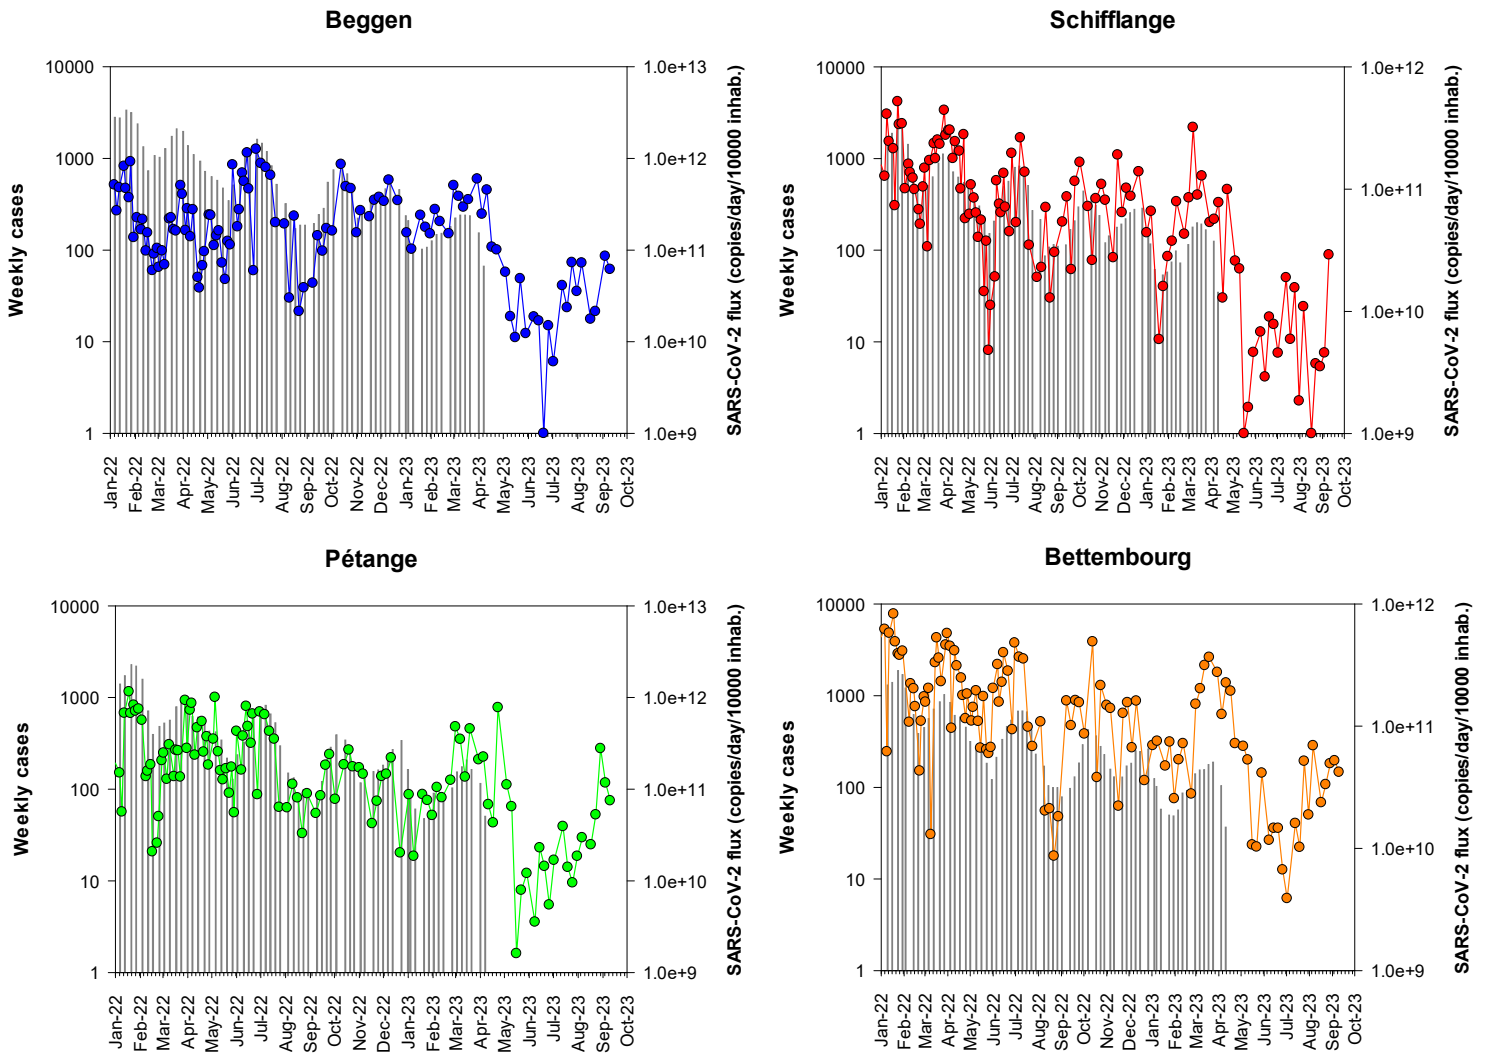 Beggen
10000
1000
100
10
1
Weekly cases
1.0e+13
1.0e+12
1.0e+11
1.0e+10
1.0e+9
SARS-CoV-2 flux (copies/day/10000 inhab.)
Jan-22
Feb-22
Mar-22
Apr-22
May-22
Jun-22
Jul-22
Aug-22
Sep-22
Oct-22
Nov-22
Dec-22
Jan-23
Feb-23
Mar-23
Apr-23
May-23
Jun-23
Jul-23
Aug-23
Sep-23
Oct-23
Schifflange
10000
1000
100
10
1
Weekly cases
1.0e+12
1.0e+11
1.0e+10
1.0e+9
SARS-CoV-2 flux (copies/day/10000 inhab.)
Jan-22
Feb-22
Mar-22
Apr-22
May-22
Jun-22
Jul-22
Aug-22
Sep-22
Oct-22
Nov-22
Dec-22
Jan-23
Feb-23
Mar-23
Apr-23
May-23
Jun-23
Jul-23
Aug-23
Sep-23
Oct-23
Pétange
10000
1000
100
10
1
Weekly cases
1.0e+13
1.0e+12
1.0e+11
1.0e+10
1.0e+9
SARS-CoV-2 flux (copies/day/10000 inhab.)
Jan-22
Feb-22
Mar-22
Apr-22
May-22
Jun-22
Jul-22
Aug-22
Sep-22
Oct-22
Nov-22
Dec-22
Jan-23
Feb-23
Mar-23
Apr-23
May-23
Jun-23
Jul-23
Aug-23
Sep-23
Oct-23
Bettembourg
10000
1000
100
10
1
Weekly cases
1.0e+12
1.0e+11
1.0e+10
1.0e+9
SARS-CoV-2 flux (copies/day/10000 inhab.)
Jan-22
Feb-22
Mar-22
Apr-22
May-22
Jun-22
Jul-22
Aug-22
Sep-22
Oct-22
Nov-22
Dec-22
Jan-23
Feb-23
Mar-23
Apr-23
May-23
Jun-23
Jul-23
Aug-23
Sep-23
Oct-23